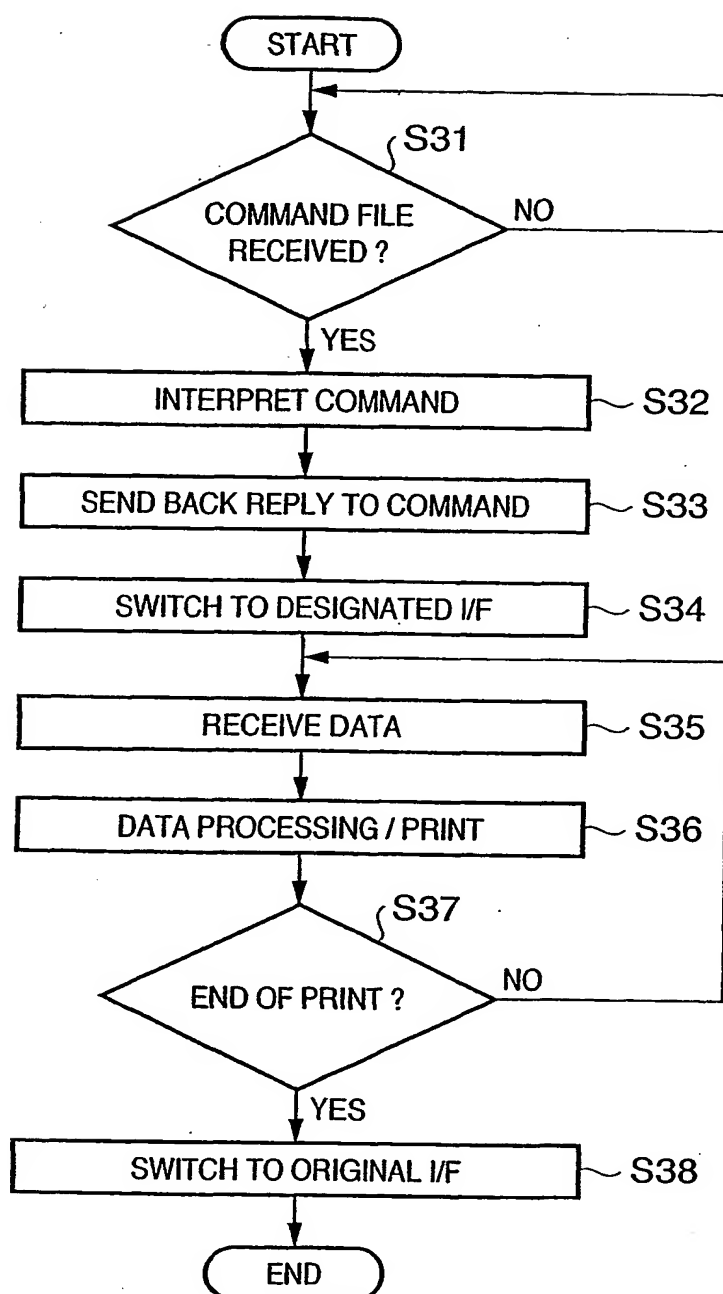 START
S31
COMMAND FILE
RECEIVED ?
NO
YES
INTERPRET COMMAND
S32
SEND BACK REPLY TO COMMAND
S33
SWITCH TO DESIGNATED I/F
S34
RECEIVE DATA
S35
DATA PROCESSING / PRINT
S36
S37
END OF PRINT ?
NO
YES
SWITCH TO ORIGINAL I/F
S38
END